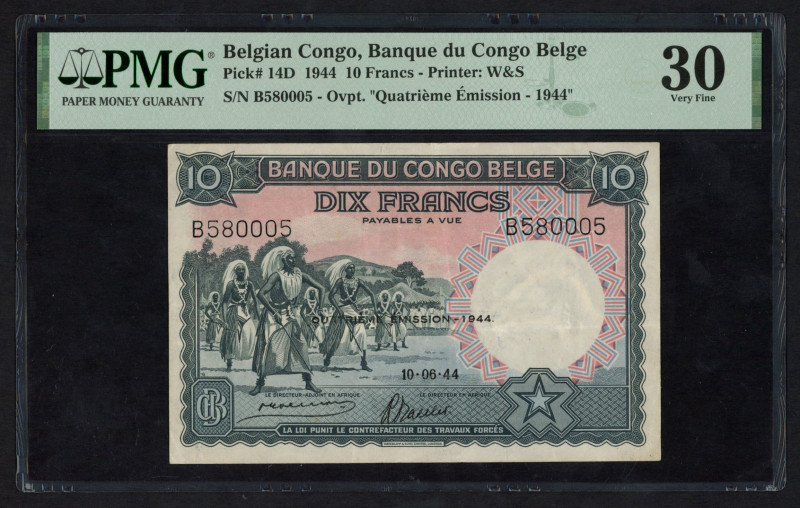 PMG®
PAPER MONEY GUARANTY
Belgian Congo, Banque du Congo Belge
Pick# 14D 1944 10 Francs - Printer: W&S
S/N B580005 - Ovpt. "Quatrième Émission - 1944"
30
Very Fine
10 BANQUE DU CONGO BELGE 10
DIX FRANCS
PAYABLES A VUE
B580005 B580005
QUATRIEME EMISSION-1944.
10-06-44
LE DIRECTEUR-ADJOINT EN AFRIQUE LE DIRECTEUR EN AFRIQUE.
LA LOI PUNIT LE CONTREFACTEUR DES TRAVAUX FORCÉS